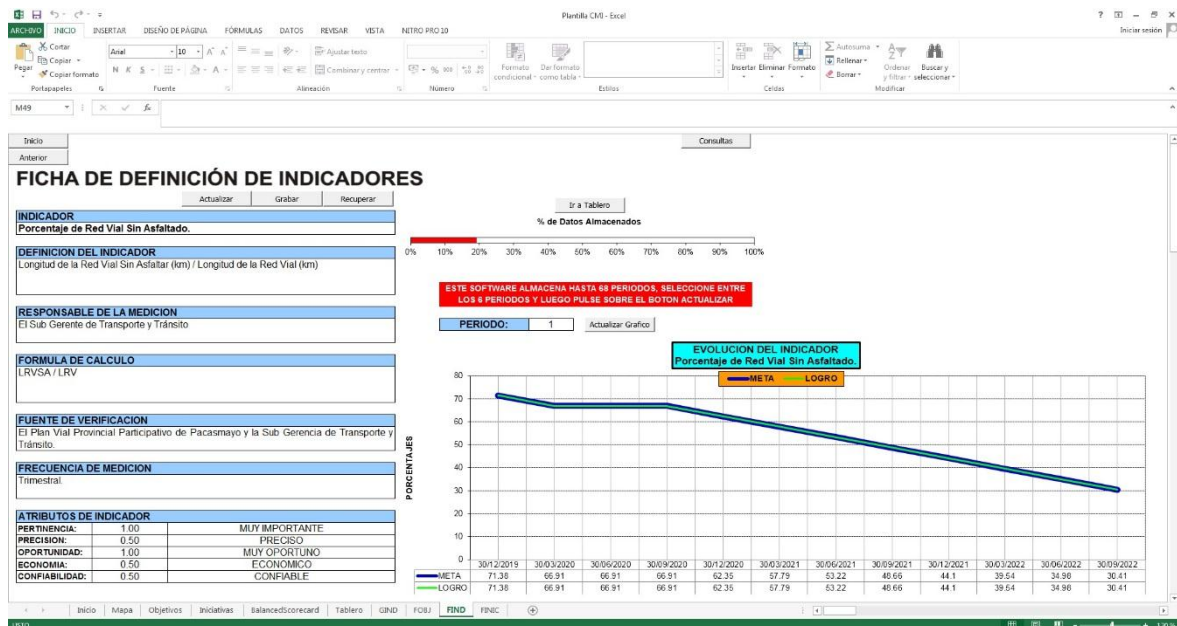 Plantilla CMI - Excel
Iniciar sesión
ARCHIVO INICIO INSERTAR DISEÑO DE PÁGINA FÓRMULAS DATOS REVISAR VISTA NITRO PRO 10
Pegar
Cortar
Copiar
Copiar formato
Portapapeles
Arial 10
N K S
Fuente
Ajustar texto
Combinar y centrar
Alineación
% 000
Número
Formato condicional
Dar formato como tabla
Estilos
Insertar Eliminar Formato
Celdas
Autosuma
Rellenar
Borrar
Ordenar y filtrar
Buscar y seleccionar
Modificar
M49
fx
Inicio
Anterior
Consultas
FICHA DE DEFINICIÓN DE INDICADORES
Actualizar Grabar Recuperar
INDICADOR
Porcentaje de Red Vial Sin Asfaltado.
DEFINICION DEL INDICADOR
Longitud de la Red Vial Sin Asfaltar (km) / Longitud de la Red Vial (km)
RESPONSABLE DE LA MEDICION
El Sub Gerente de Transporte y Tránsito
FORMULA DE CALCULO
LRVSA / LRV
FUENTE DE VERIFICACION
El Plan Vial Provincial Participativo de Pacasmayo y la Sub Gerencia de Transporte y
Tránsito.
FRECUENCIA DE MEDICION
Trimestral.
ATRIBUTOS DE INDICADOR
PERTINENCIA: 1.00 MUY IMPORTANTE
PRECISION: 0.50 PRECISO
OPORTUNIDAD: 1.00 MUY OPORTUNO
ECONOMIA: 0.50 ECONOMICO
CONFIABILIDAD: 0.50 CONFIABLE
Ir a Tablero
% de Datos Almacenados
0% 10% 20% 30% 40% 50% 60% 70% 80% 90% 100%
ESTE SOFTWARE ALMACENA HASTA 68 PERIODOS, SELECCIONE ENTRE
LOS 6 PERIODOS Y LUEGO PULSE SOBRE EL BOTON ACTUALIZAR
PERIODO: 1 Actualizar Grafico
EVOLUCION DEL INDICADOR
Porcentaje de Red Vial Sin Asfaltado.
META LOGRO
PORCENTAJES
80
70
60
50
40
30
20
10
0
30/12/2019 30/03/2020 30/06/2020 30/09/2020 30/12/2020 30/03/2021 30/06/2021 30/09/2021 30/12/2021 30/03/2022 30/06/2022 30/09/2022
META 71.38 66.91 66.91 66.91 62.35 57.79 53.22 48.66 44.1 39.54 34.98 30.41
LOGRO 71.38 66.91 66.91 66.91 62.35 57.79 53.22 48.66 44.1 39.54 34.98 30.41
Inicio Mapa Objetivos Iniciativas BalancedScorecard Tablero GIND FOBJ FIND FINIC
LISTO
120%